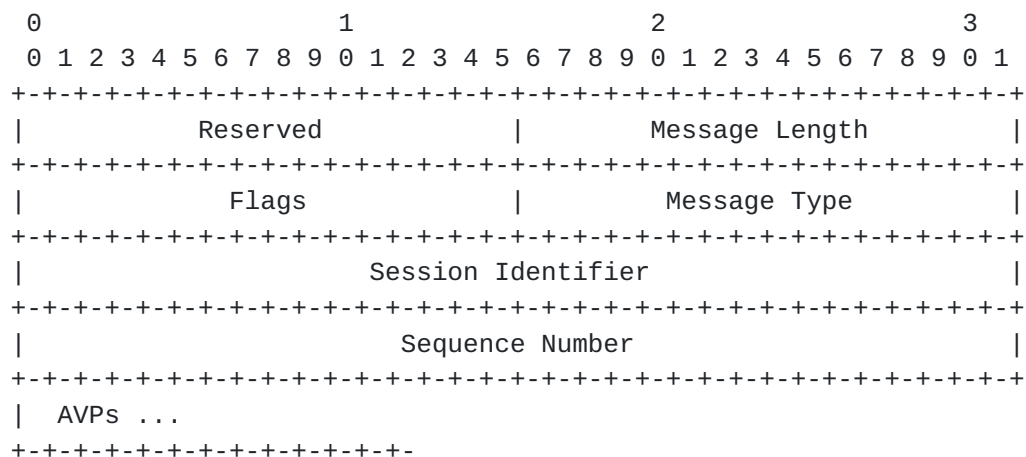 0                   1                   2                   3
 0 1 2 3 4 5 6 7 8 9 0 1 2 3 4 5 6 7 8 9 0 1 2 3 4 5 6 7 8 9 0 1
+-+-+-+-+-+-+-+-+-+-+-+-+-+-+-+-+-+-+-+-+-+-+-+-+-+-+-+-+-+-+-+-+
|           Reserved            |        Message Length         |
+-+-+-+-+-+-+-+-+-+-+-+-+-+-+-+-+-+-+-+-+-+-+-+-+-+-+-+-+-+-+-+-+
|             Flags             |         Message Type          |
+-+-+-+-+-+-+-+-+-+-+-+-+-+-+-+-+-+-+-+-+-+-+-+-+-+-+-+-+-+-+-+-+
|                      Session Identifier                       |
+-+-+-+-+-+-+-+-+-+-+-+-+-+-+-+-+-+-+-+-+-+-+-+-+-+-+-+-+-+-+-+-+
|                        Sequence Number                        |
+-+-+-+-+-+-+-+-+-+-+-+-+-+-+-+-+-+-+-+-+-+-+-+-+-+-+-+-+-+-+-+-+
|  AVPs ...
+-+-+-+-+-+-+-+-+-+-+-+-+-